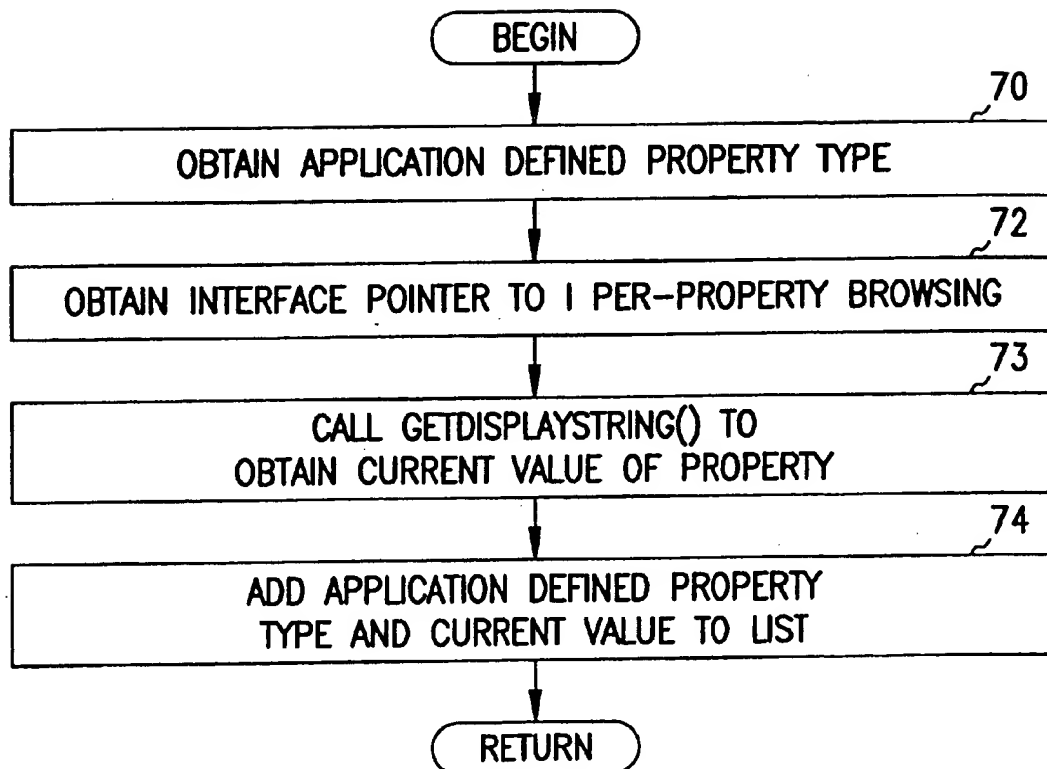 BEGIN
70
OBTAIN APPLICATION DEFINED PROPERTY TYPE
72
OBTAIN INTERFACE POINTER TO I PER-PROPERTY BROWSING
73
CALL GETDISPLAYSTRING() TO
OBTAIN CURRENT VALUE OF PROPERTY
74
ADD APPLICATION DEFINED PROPERTY
TYPE AND CURRENT VALUE TO LIST
RETURN